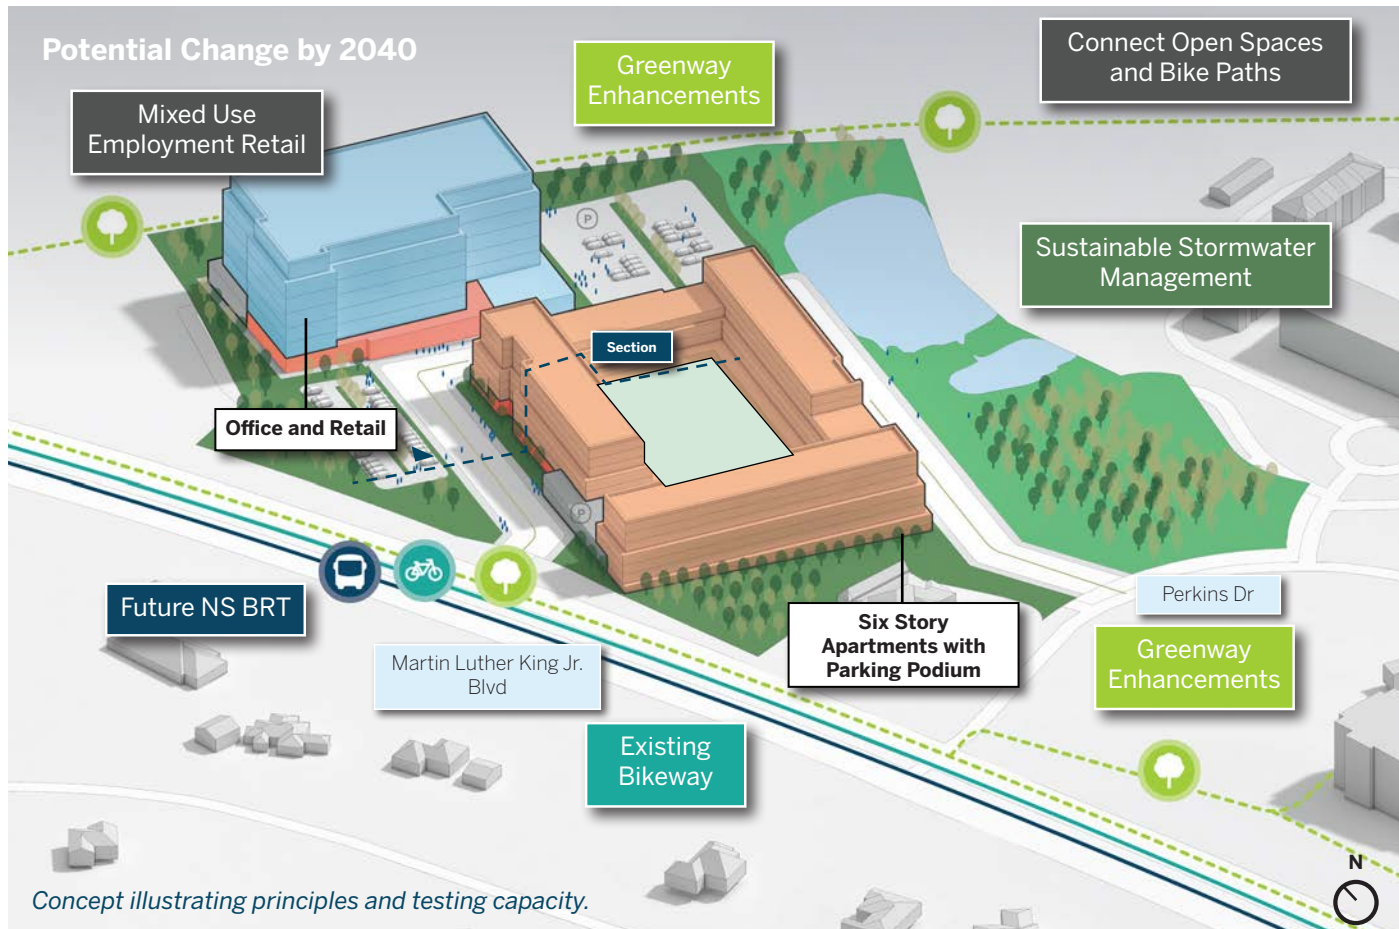 Potential Change by 2040
Greenway
Enhancements
Connect Open Spaces
and Bike Paths
Mixed Use
Employment Retail
P
Sustainable Stormwater
Management
Section
Office and Retail
P
Future NS BRT
Perkins Dr
Six Story
Apartments with
Parking Podium
Martin Luther King Jr.
Blvd
Greenway
Enhancements
Existing
Bikeway
N
Concept illustrating principles and testing capacity.